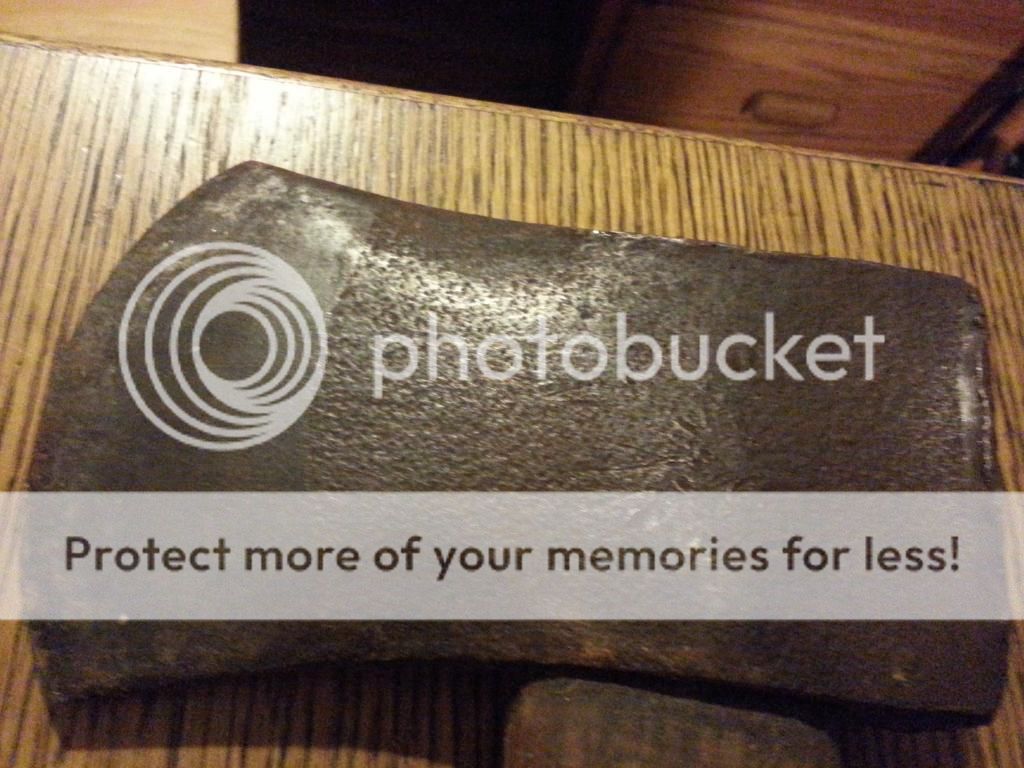 photobucket
Protect more of your memories for less!